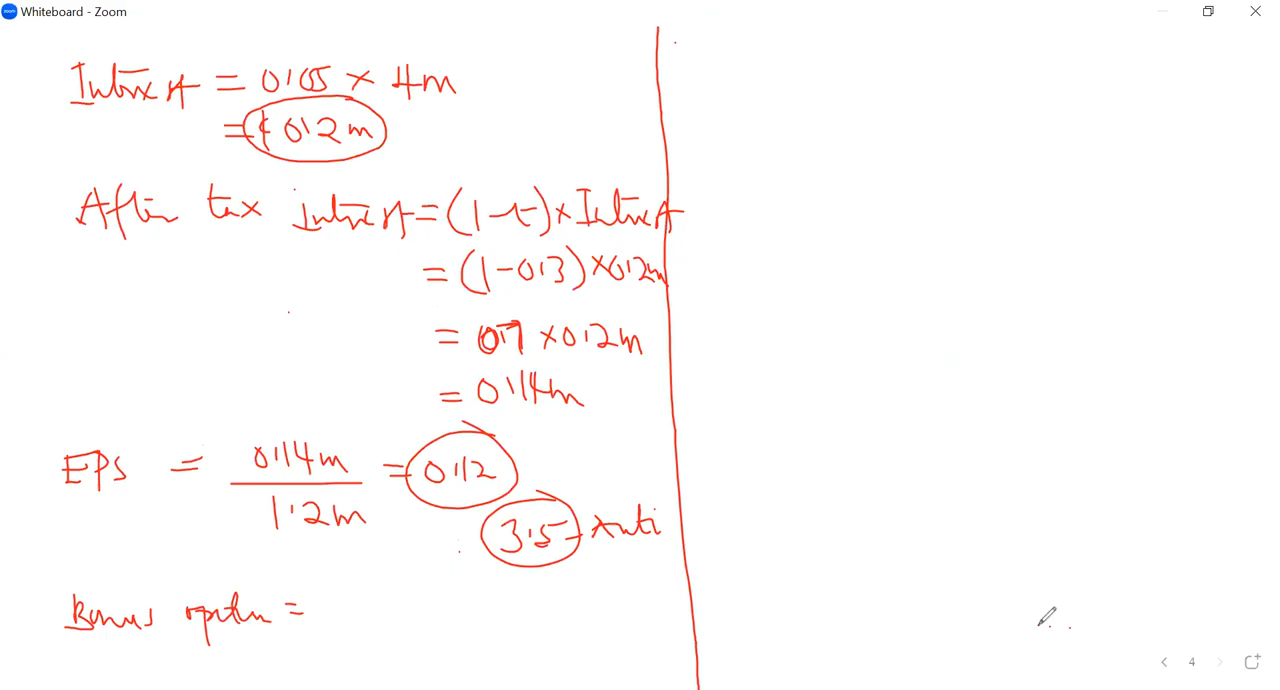 Whiteboard - Zoom
Interest = 0.05 × 4m
= ₵ 0.2m
After tax interest = (1-t) × Interest
= (1-0.3) × 0.2m
= 0.7 × 0.2m
= 0.14m
EPS = 0.14m / 1.2m = 0.12
3.5 - Anti
Bonus option =
4